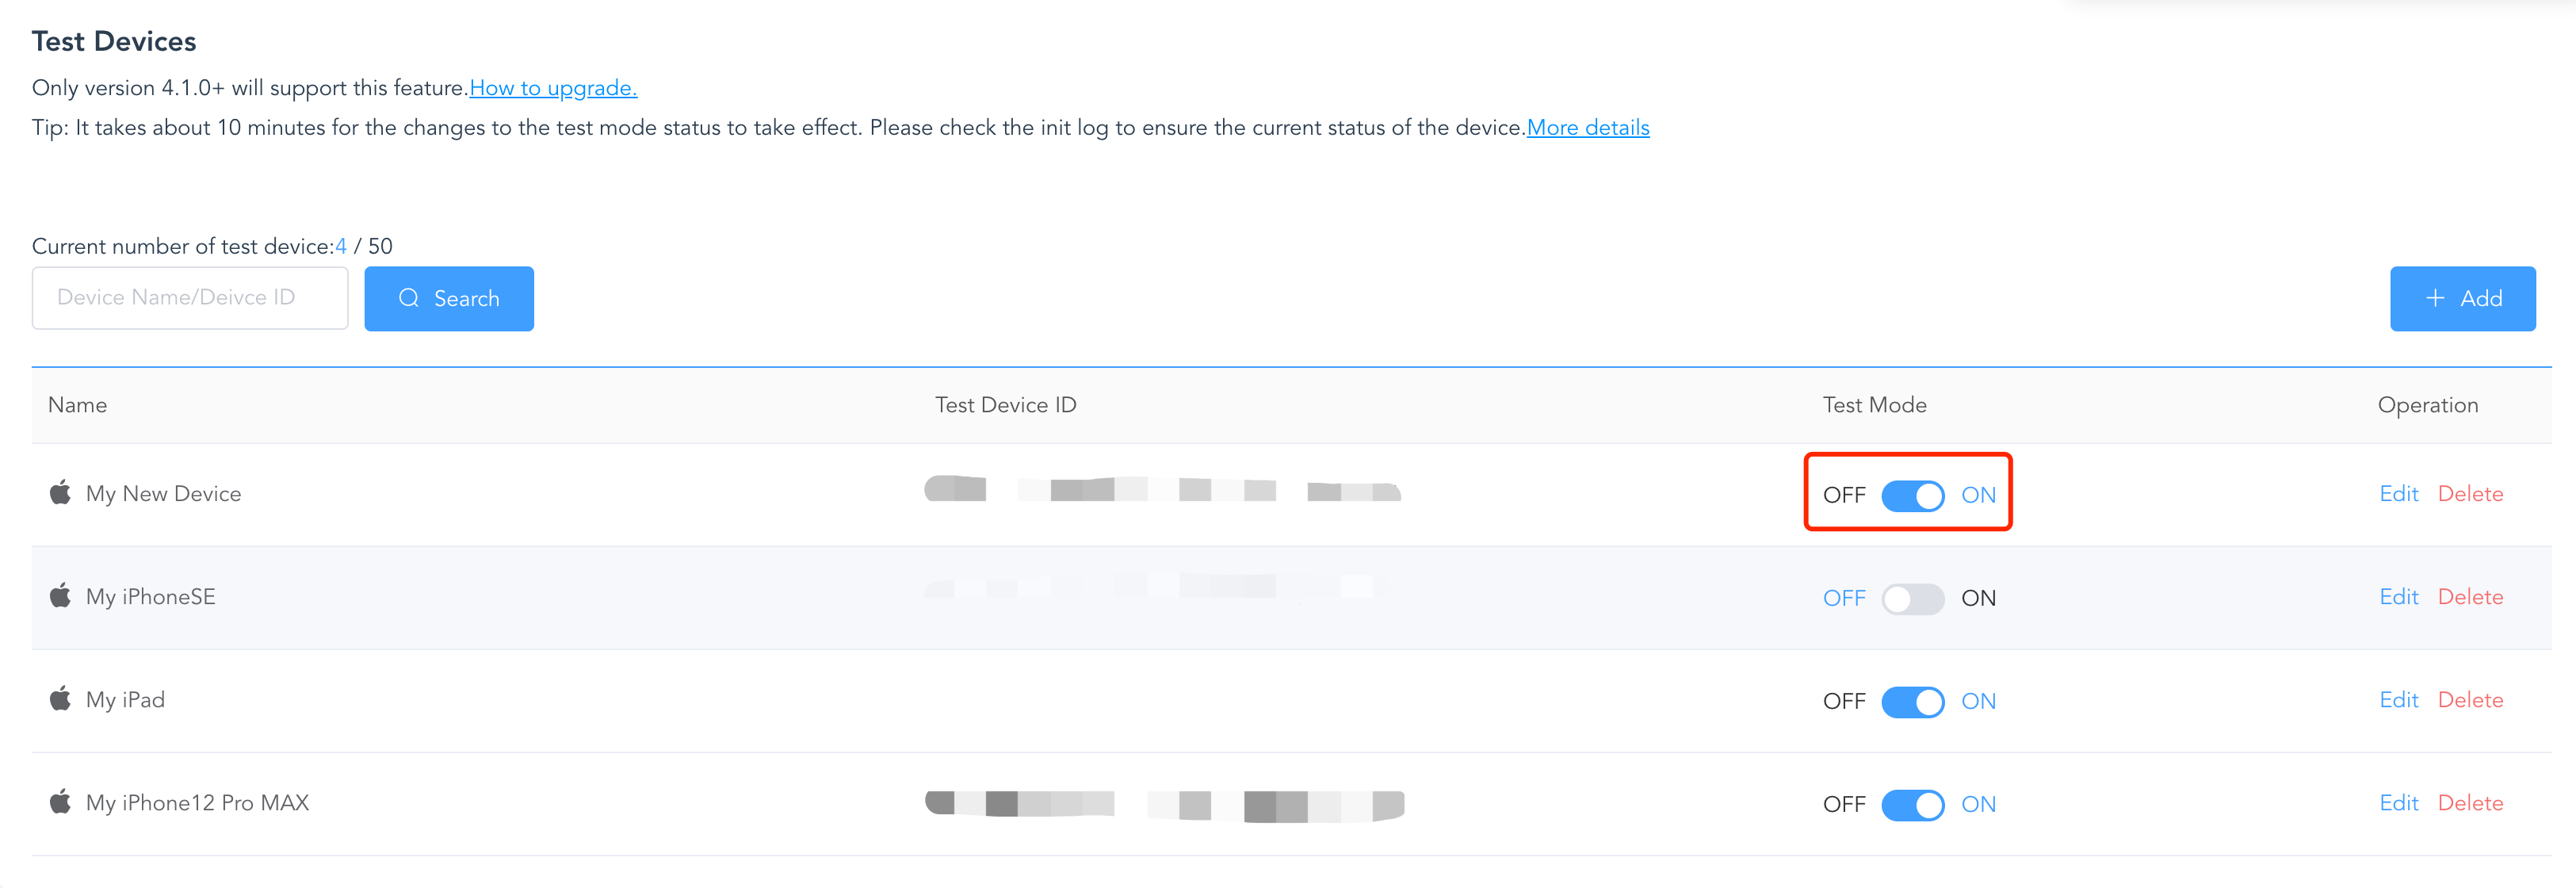 Test Devices
Only version 4.1.0+ will support this feature.How to upgrade.
Tip: It takes about 10 minutes for the changes to the test mode status to take effect. Please check the init log to ensure the current status of the device.More details
Current number of test device:4 / 50
Device Name/Deivce ID Search + Add
Name Test Device ID Test Mode Operation
My New Device OFF ON Edit Delete
My iPhoneSE OFF ON Edit Delete
My iPad OFF ON Edit Delete
My iPhone12 Pro MAX OFF ON Edit Delete